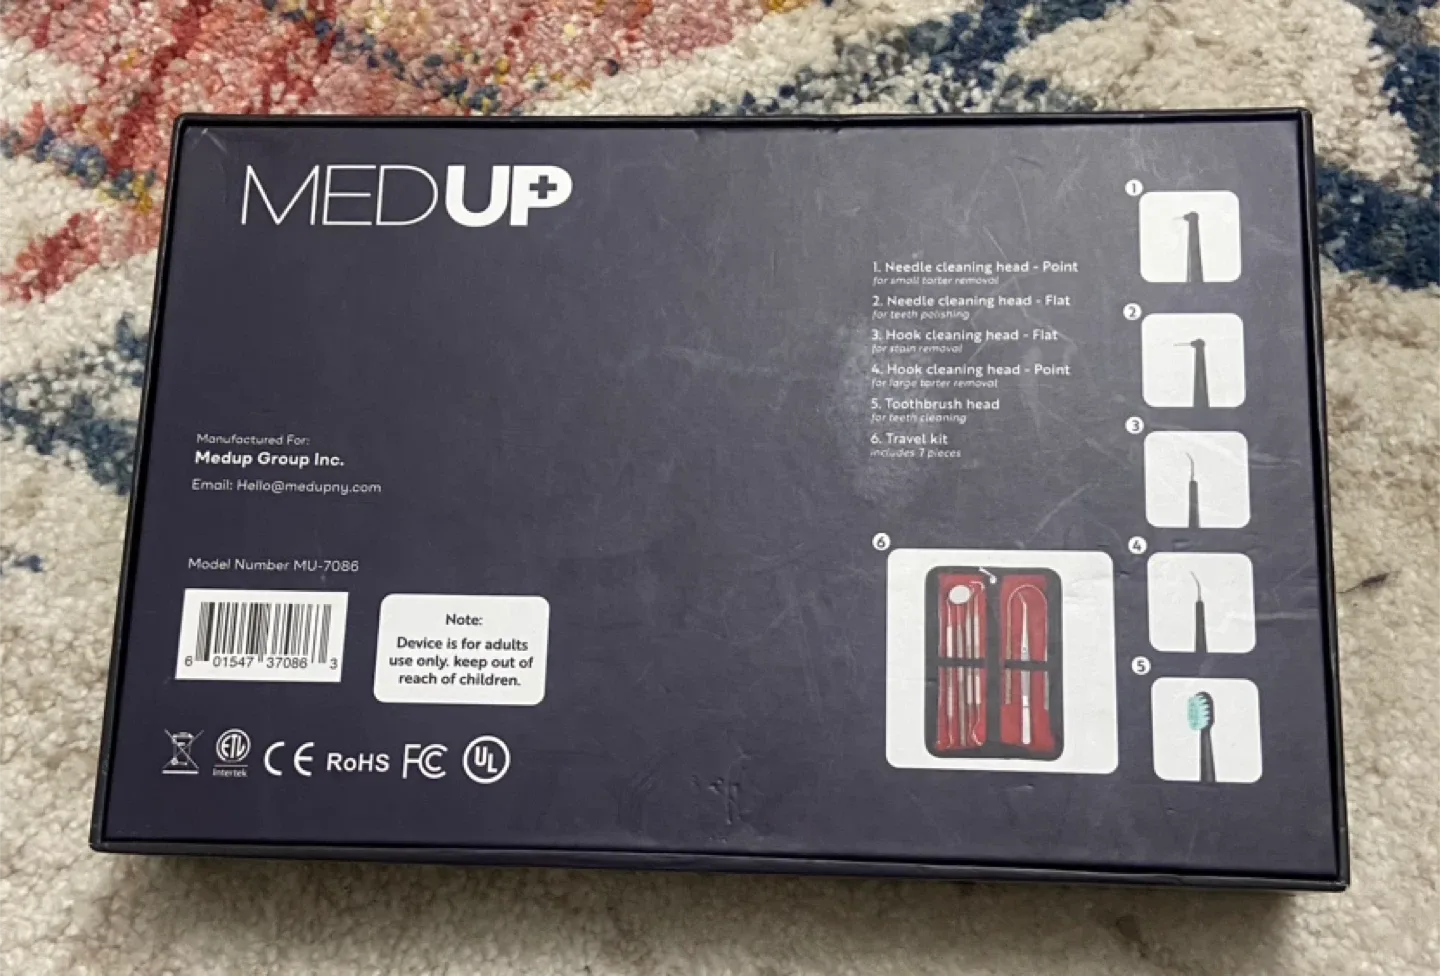 MEDUP
1. Needle cleaning head - Point
for small tarter removal
2. Needle cleaning head - Flat
for teeth polishing
3. Hook cleaning head - Flat
for stain removal
4. Hook cleaning head - Point
for large tarter removal
5. Toothbrush head
for teeth cleaning
6. Travel kit
includes 7 pieces
1
2
3
4
5
6
Manufactured For:
Medup Group Inc.
Email: Hello@medupny.com
Model Number MU-7086
6 01547 37086 3
Note:
Device is for adults
use only. keep out of
reach of children.
ETL
Intertek
CE
RoHS
FC
UL